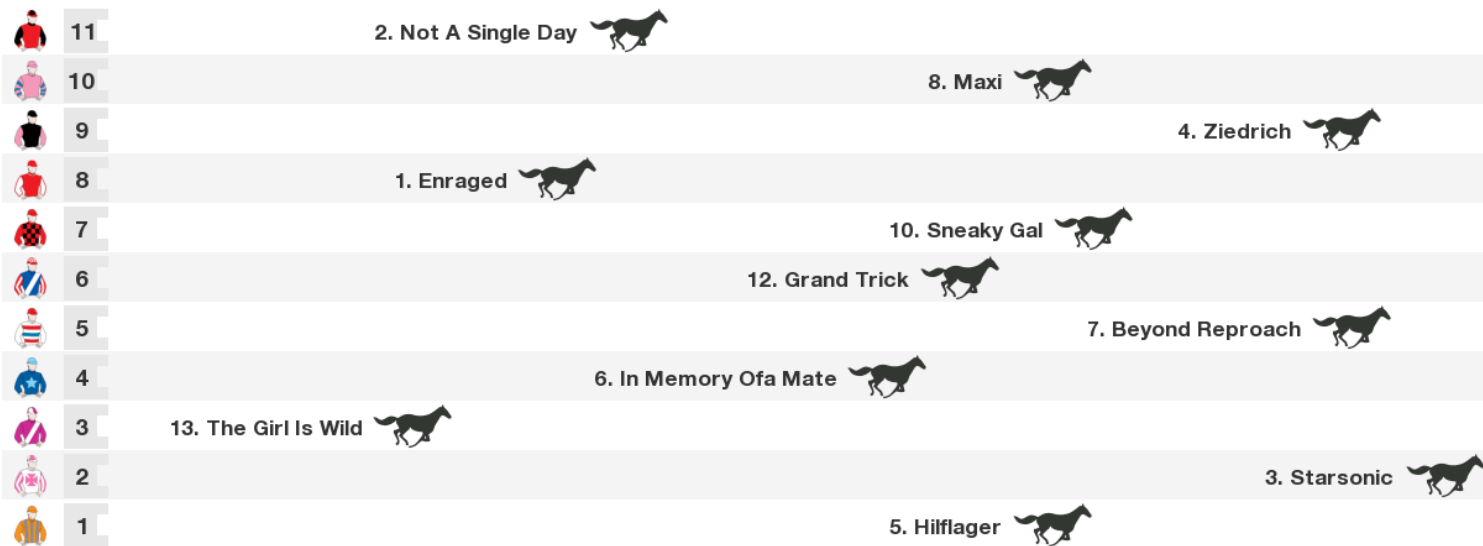 11 2. Not A Single Day
10 8. Maxi
9 4. Ziedrich
8 1. Enraged
7 10. Sneaky Gal
6 12. Grand Trick
5 7. Beyond Reproach
4 6. In Memory Ofa Mate
3 13. The Girl Is Wild
2 3. Starsonic
1 5. Hilflager